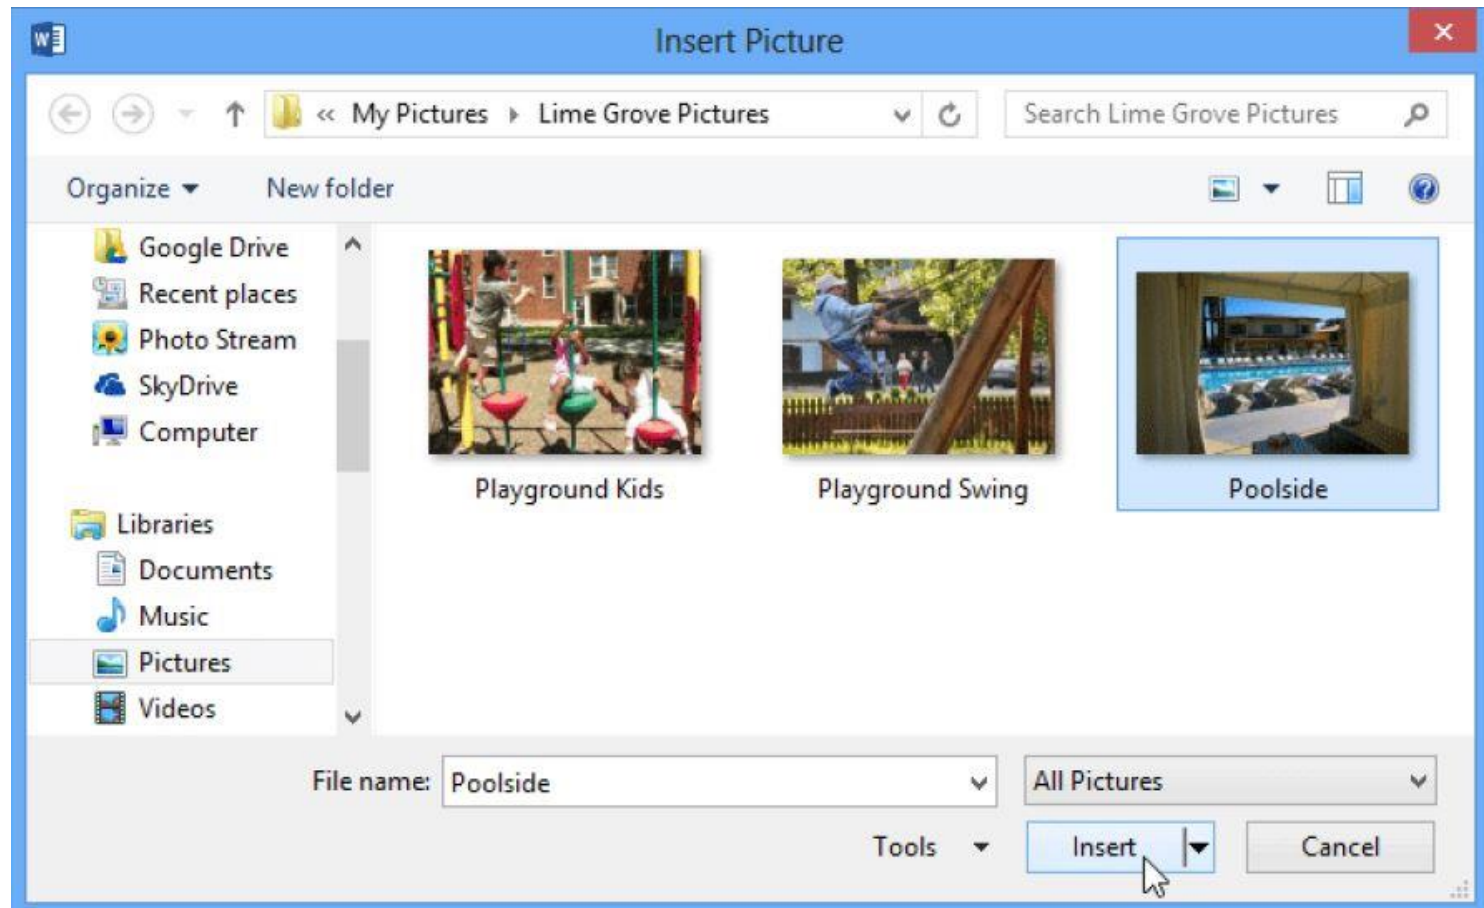 Insert Picture
« My Pictures Lime Grove Pictures
Search Lime Grove Pictures
Organize New folder
Google Drive
Recent places
Photo Stream
SkyDrive
Computer
Libraries
Documents
Music
Pictures
Videos
Playground Kids
Playground Swing
Poolside
File name: Poolside
All Pictures
Tools Insert Cancel